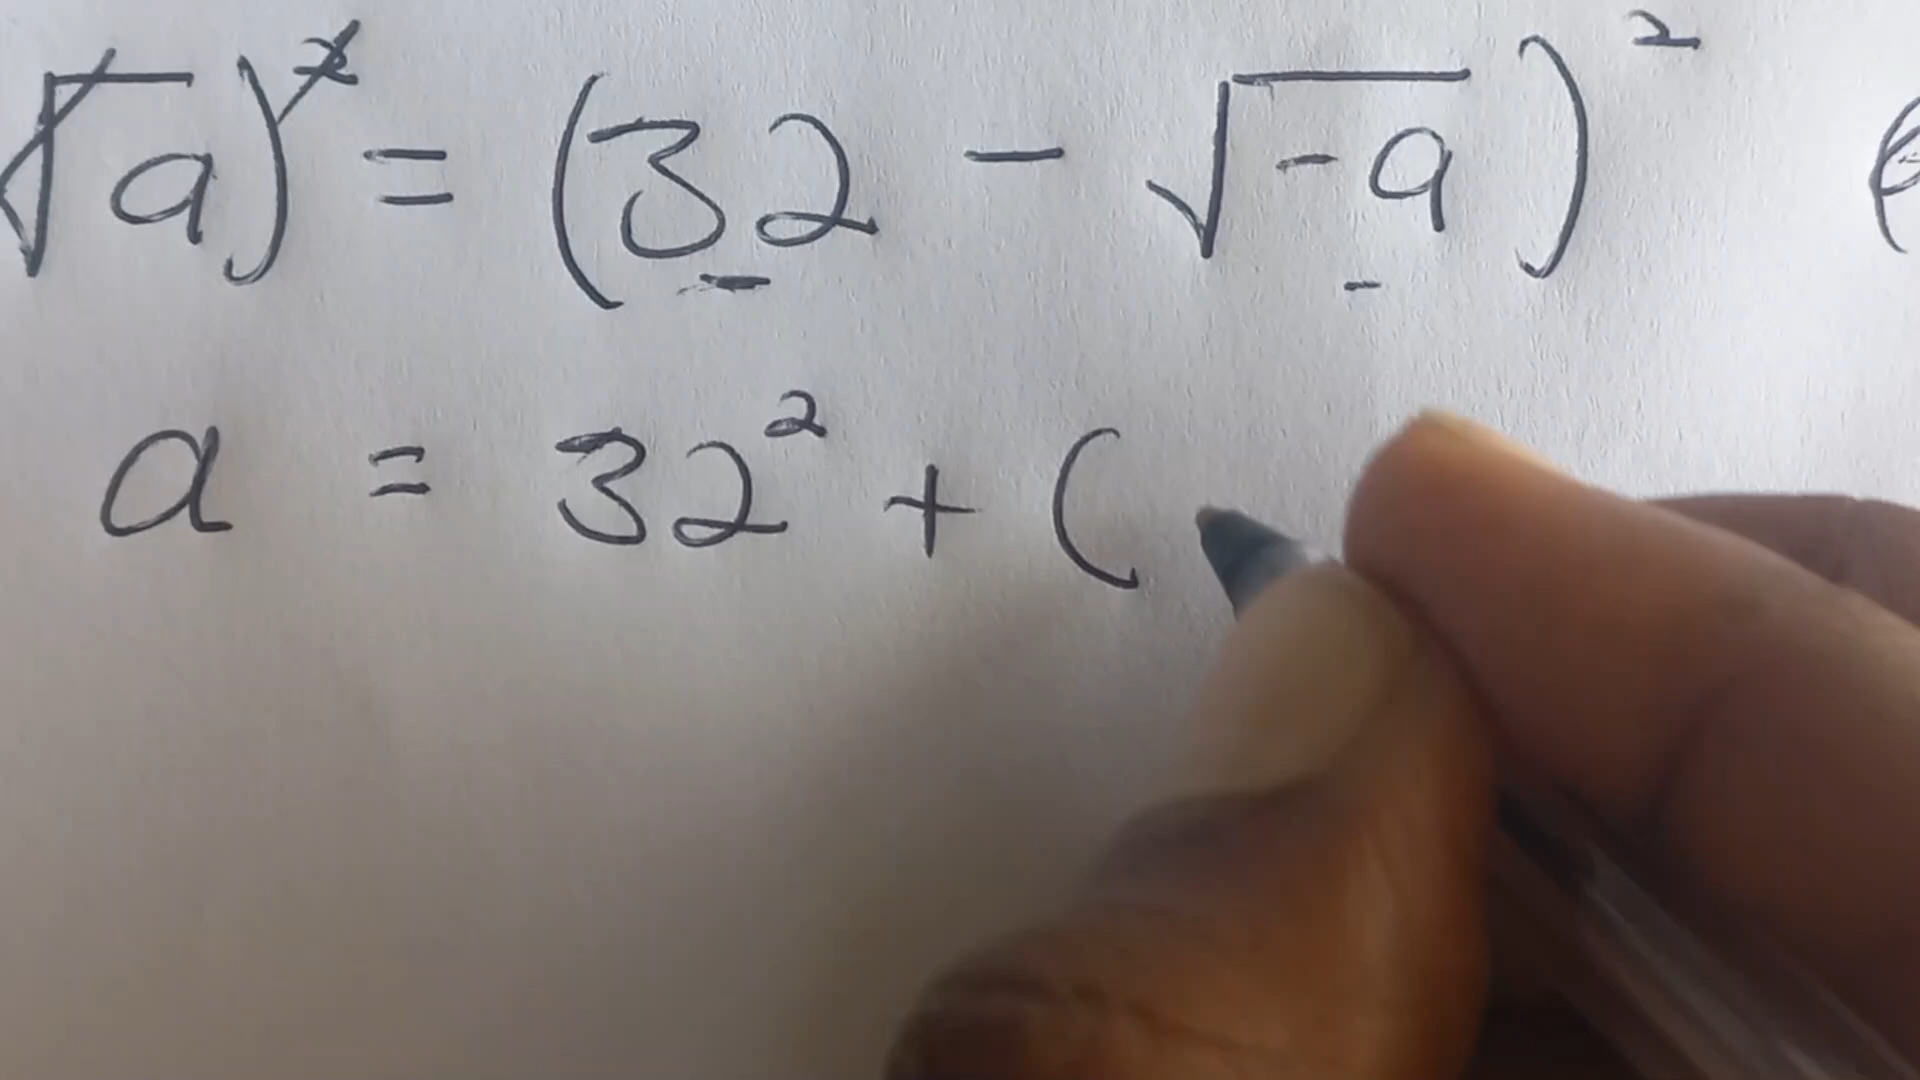 √a)² = (32 - √-a)² (
a = 32² + (